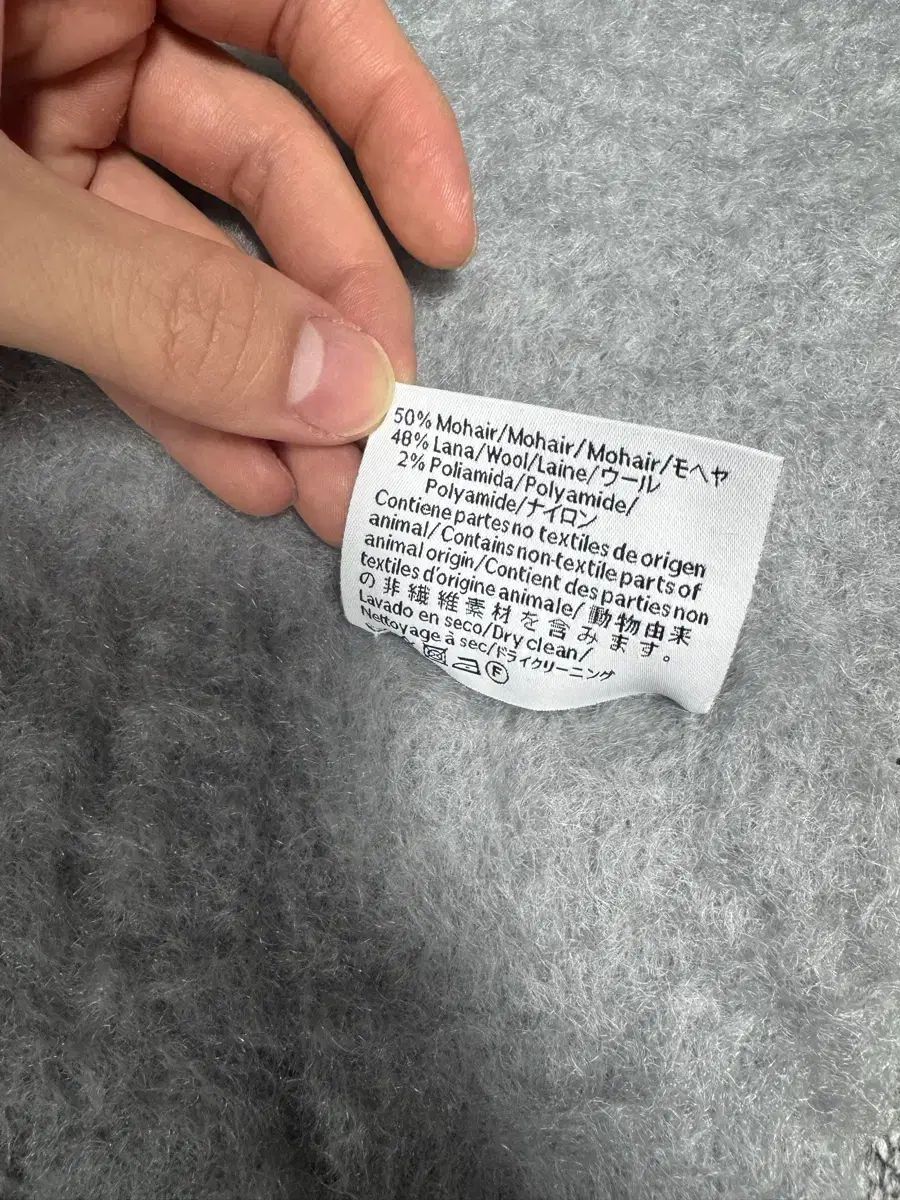 50% Mohair/Mohair/Mohair/モヘヤ
48% Lana/Wool/Laine/ウール
2% Poliamida/Polyamide/
Polyamide/ナイロン
Contiene partes no textiles de origen
animal/Contains non-textile parts of
animal origin/Contient des parties non
textiles d'origine animale/動物由来
の非繊維素材を含みます。
Lavado en seco/Dry clean/
Nettoyage à sec/ドライクリーニング
F